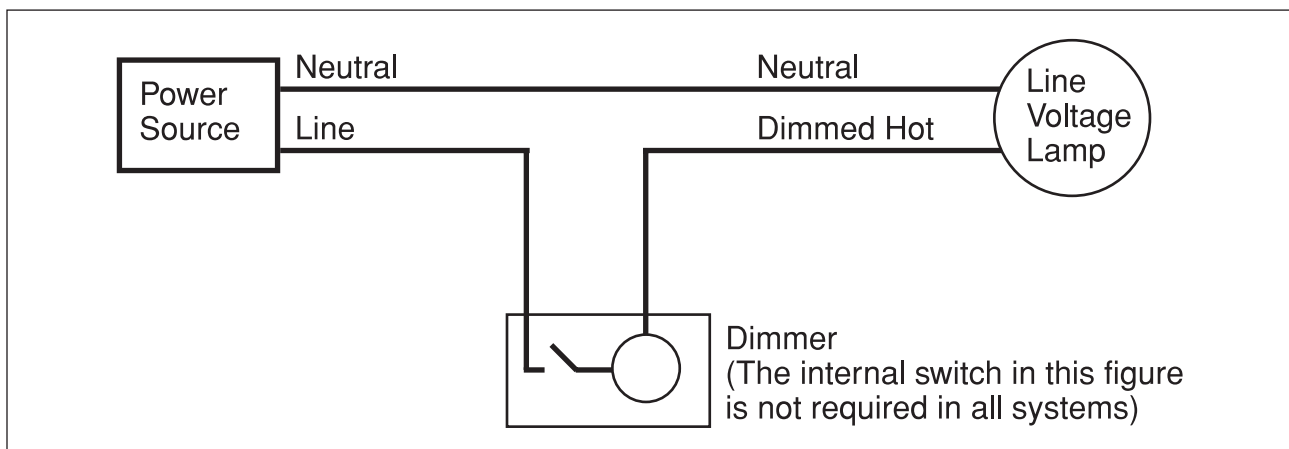 Neutral
Neutral
Power
Source
Line
Dimmed Hot
Line
Voltage
Lamp
Dimmer
(The internal switch in this figure
is not required in all systems)